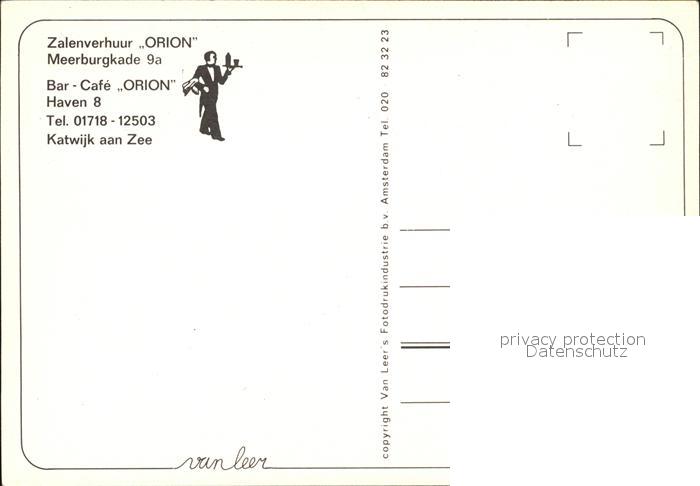 Zalenverhuur „ORION”
Meerburgkade 9a
Bar - Café „ORION”
Haven 8
Tel. 01718 - 12503
Katwijk aan Zee
copyright Van Leer's Fotodrukindustrie b.v. Amsterdam Tel. 020 82 32 23
privacy protection
Datenschutz
van leer